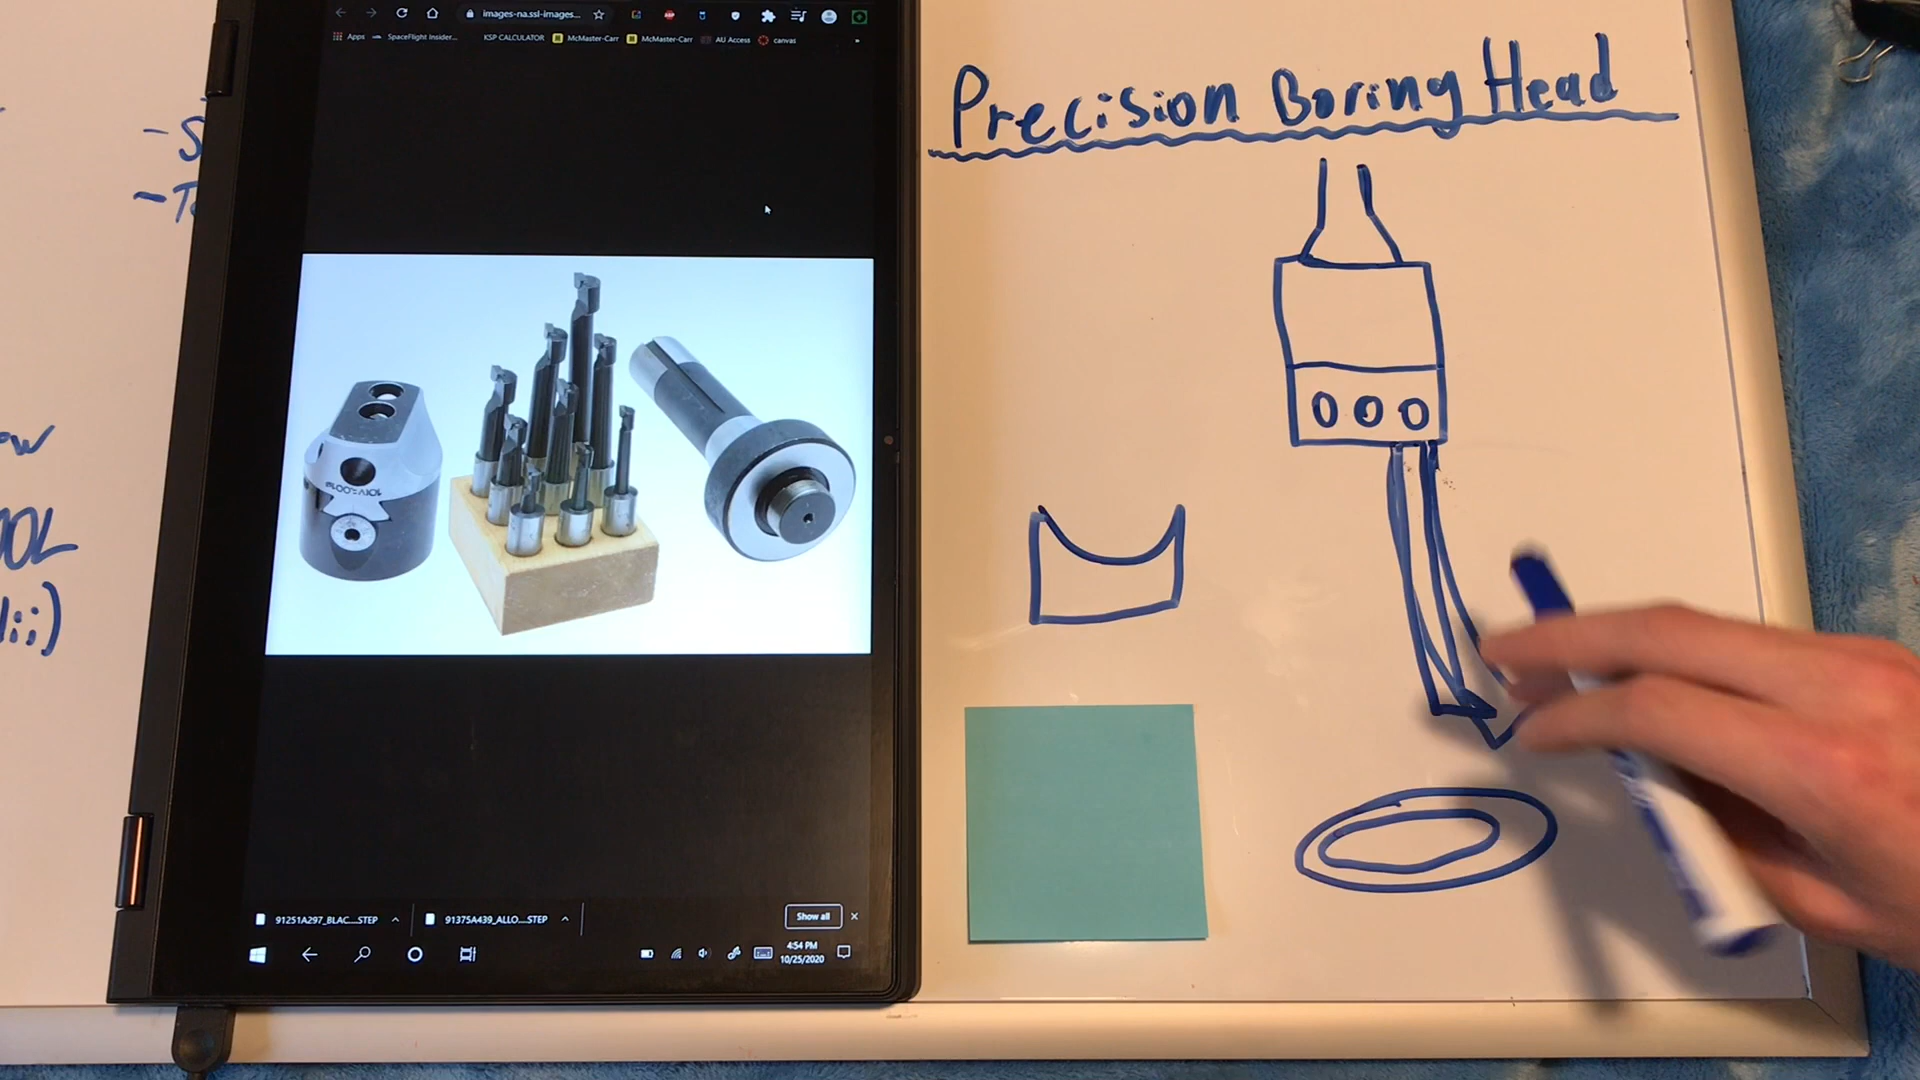 images-na.ssl-images...
Apps SpaceFlight Insider... KSP CALCULATOR McMaster-Carr McMaster-Carr AU Access canvas »
Precision Boring Head
- S
- T
OOL
91251A297_BLAC....STEP 91375A439_ALLO....STEP Show all
4:54 PM
10/25/2020